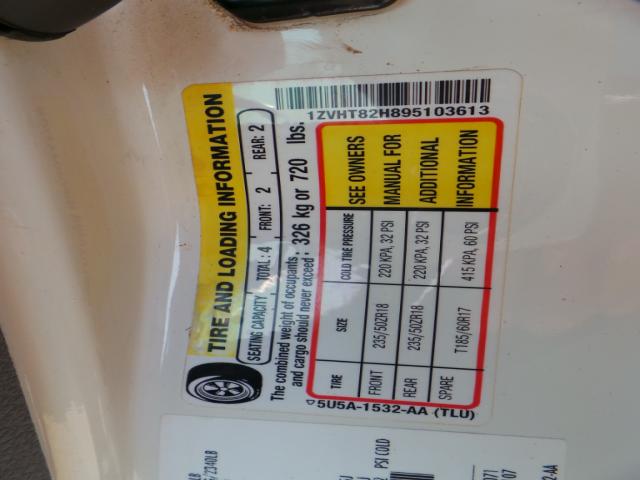 TIRE AND LOADING INFORMATION
SEATING CAPACITY TOTAL: 4 FRONT: 2 REAR: 2
The combined weight of occupants and cargo should never exceed: 326 kg or 720 lbs.
TIRE SIZE COLD TIRE PRESSURE SEE OWNERS
FRONT 235/50ZR18 220 KPA, 32 PSI MANUAL FOR
REAR 235/50ZR18 220 KPA, 32 PSI ADDITIONAL
SPARE T185/60R17 415 KPA, 60 PSI INFORMATION
5U5A-1532-AA (TLU)
1ZVHT82H895103613
/2340LB
PSI COLD